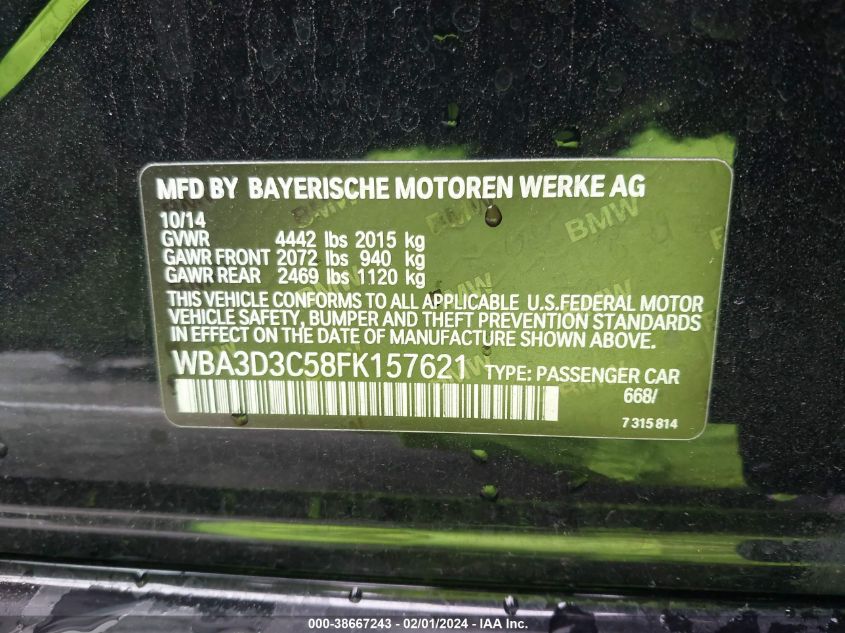 MFD BY BAYERISCHE MOTOREN WERKE AG
10/14
GVWR 4442 lbs 2015 kg
GAWR FRONT 2072 lbs 940 kg
GAWR REAR 2469 lbs 1120 kg
THIS VEHICLE CONFORMS TO ALL APPLICABLE U.S.FEDERAL MOTOR
VEHICLE SAFETY, BUMPER AND THEFT PREVENTION STANDARDS
IN EFFECT ON THE DATE OF MANUFACTURE SHOWN ABOVE.
WBA3D3C58FK157621 TYPE: PASSENGER CAR
668/
7 315 814
000-38667243 - 02/01/2024 - IAA Inc.